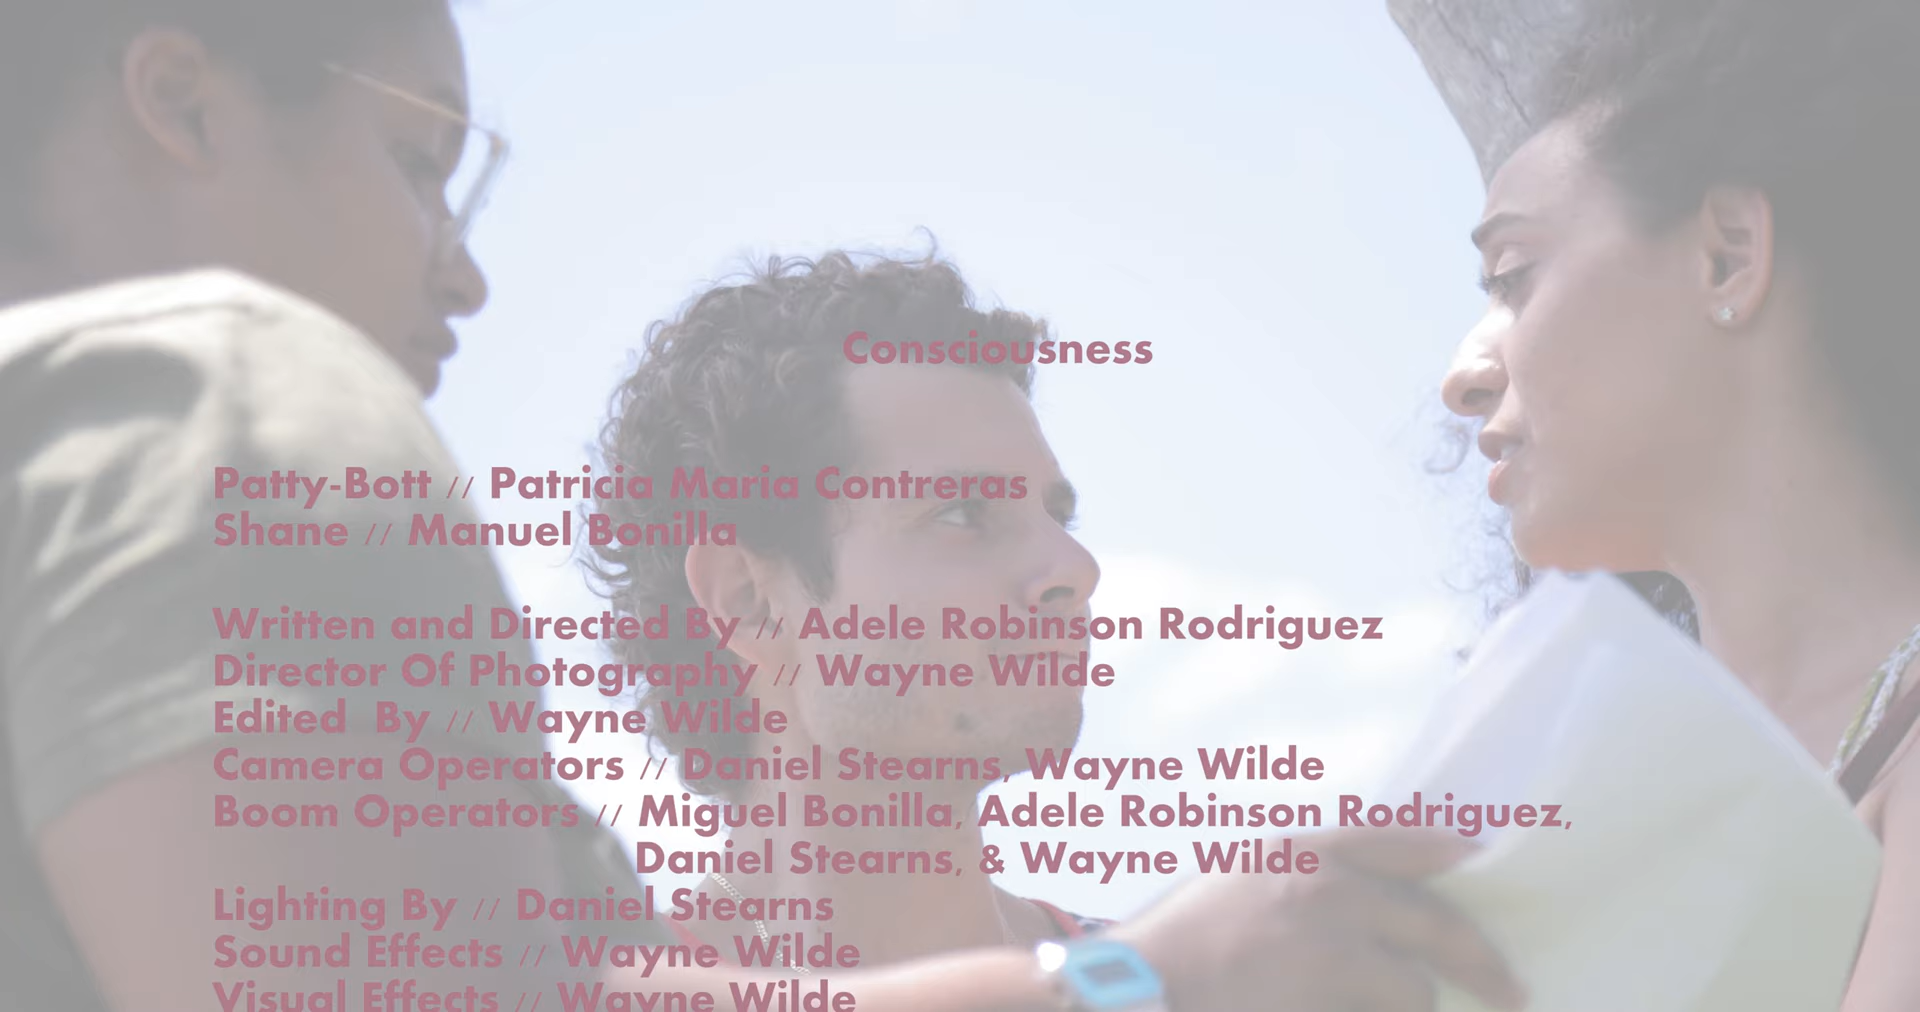 Consciousness
Patty-Bott // Patricia Maria Contreras
Shane // Manuel Bonilla
Written and Directed By // Adele Robinson Rodriguez
Director Of Photography // Wayne Wilde
Edited  By // Wayne Wilde
Camera Operators // Daniel Stearns, Wayne Wilde
Boom Operators // Miguel Bonilla, Adele Robinson Rodriguez,
Daniel Stearns, & Wayne Wilde
Lighting By // Daniel Stearns
Sound Effects // Wayne Wilde
Visual Effects // Wayne Wilde